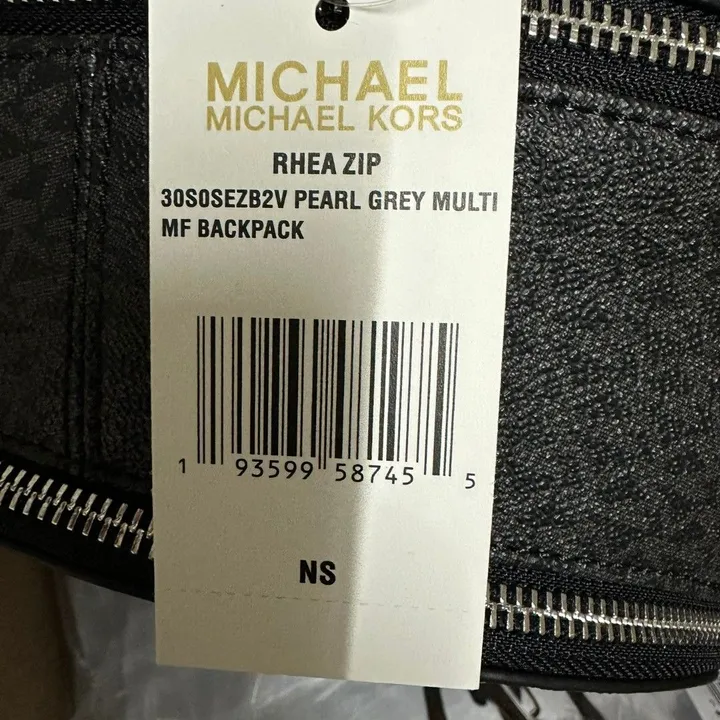 MICHAEL
MICHAEL KORS
RHEA ZIP
30S0SEZB2V PEARL GREY MULTI
MF BACKPACK
1 93599 58745 5
NS